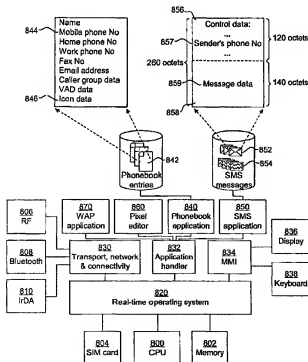 844
Name
Mobile phone No
Home phone No
Work phone No
Fax No
Email address
Caller group data
VAD data
Icon data
846
856
Control data:
...
857
Sender's phone No
...
120 octets
260 octets
859
Message data
140 octets
858
842
Phonebook entries
852
854
SMS messages
806
RF
808
Bluetooth
810
IrDA
870
WAP application
860
Pixel editor
840
Phonebook application
850
SMS application
830
Transport, network & connectivity
832
Application handler
834
MMI
836
Display
838
Keyboard
820
Real-time operating system
804
SIM card
800
CPU
802
Memory